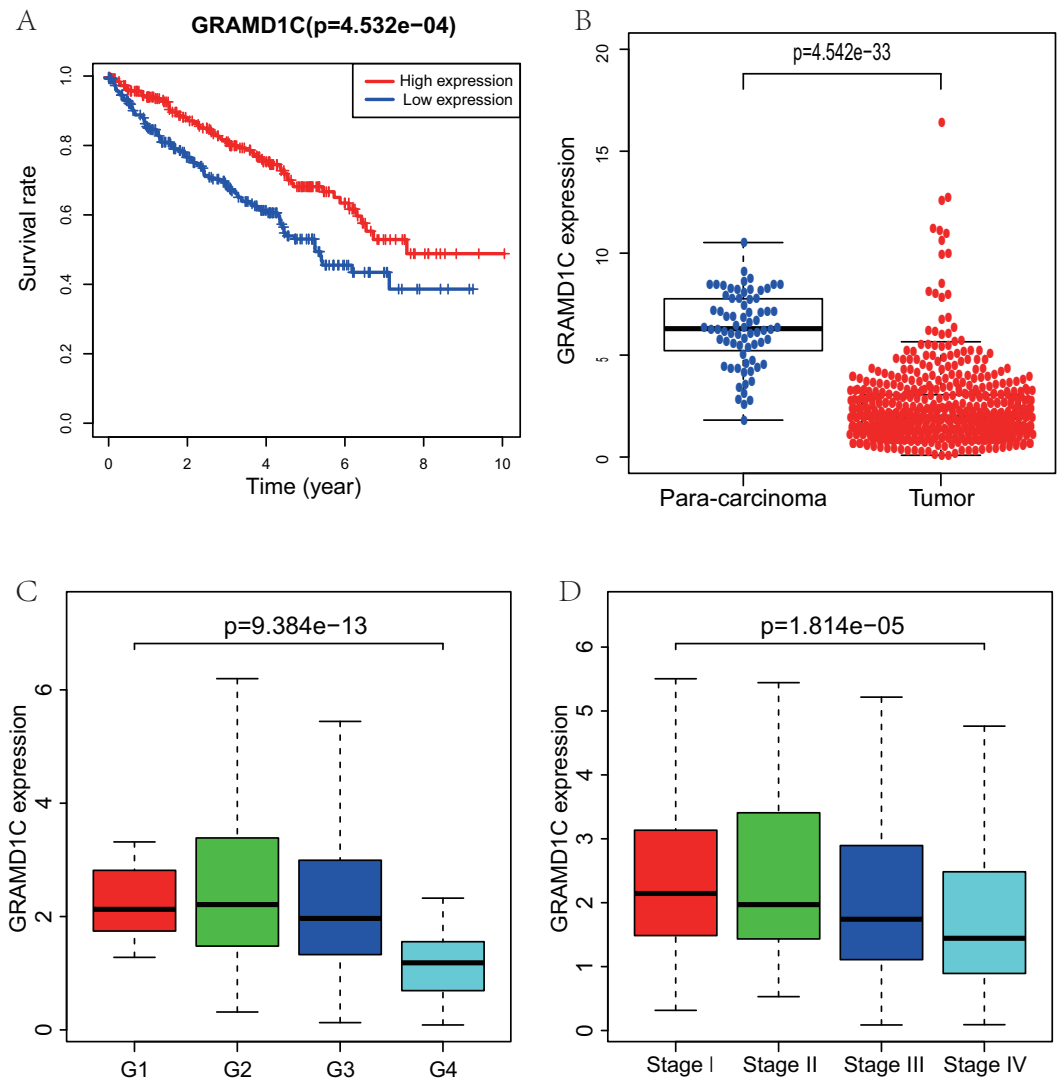 A
GRAMD1C(p=4.532e−04)
High expression
Low expression
Survival rate
1.0
0.8
0.6
0.4
0.2
0.0
0 2 4 6 8 10
Time (year)
B
p=4.542e−33
GRAMD1C expression
20
15
10
5
0
Para-carcinoma Tumor
C
p=9.384e−13
GRAMD1C expression
6
4
2
0
G1 G2 G3 G4
D
p=1.814e−05
GRAMD1C expression
6
5
4
3
2
1
0
Stage I Stage II Stage III Stage IV